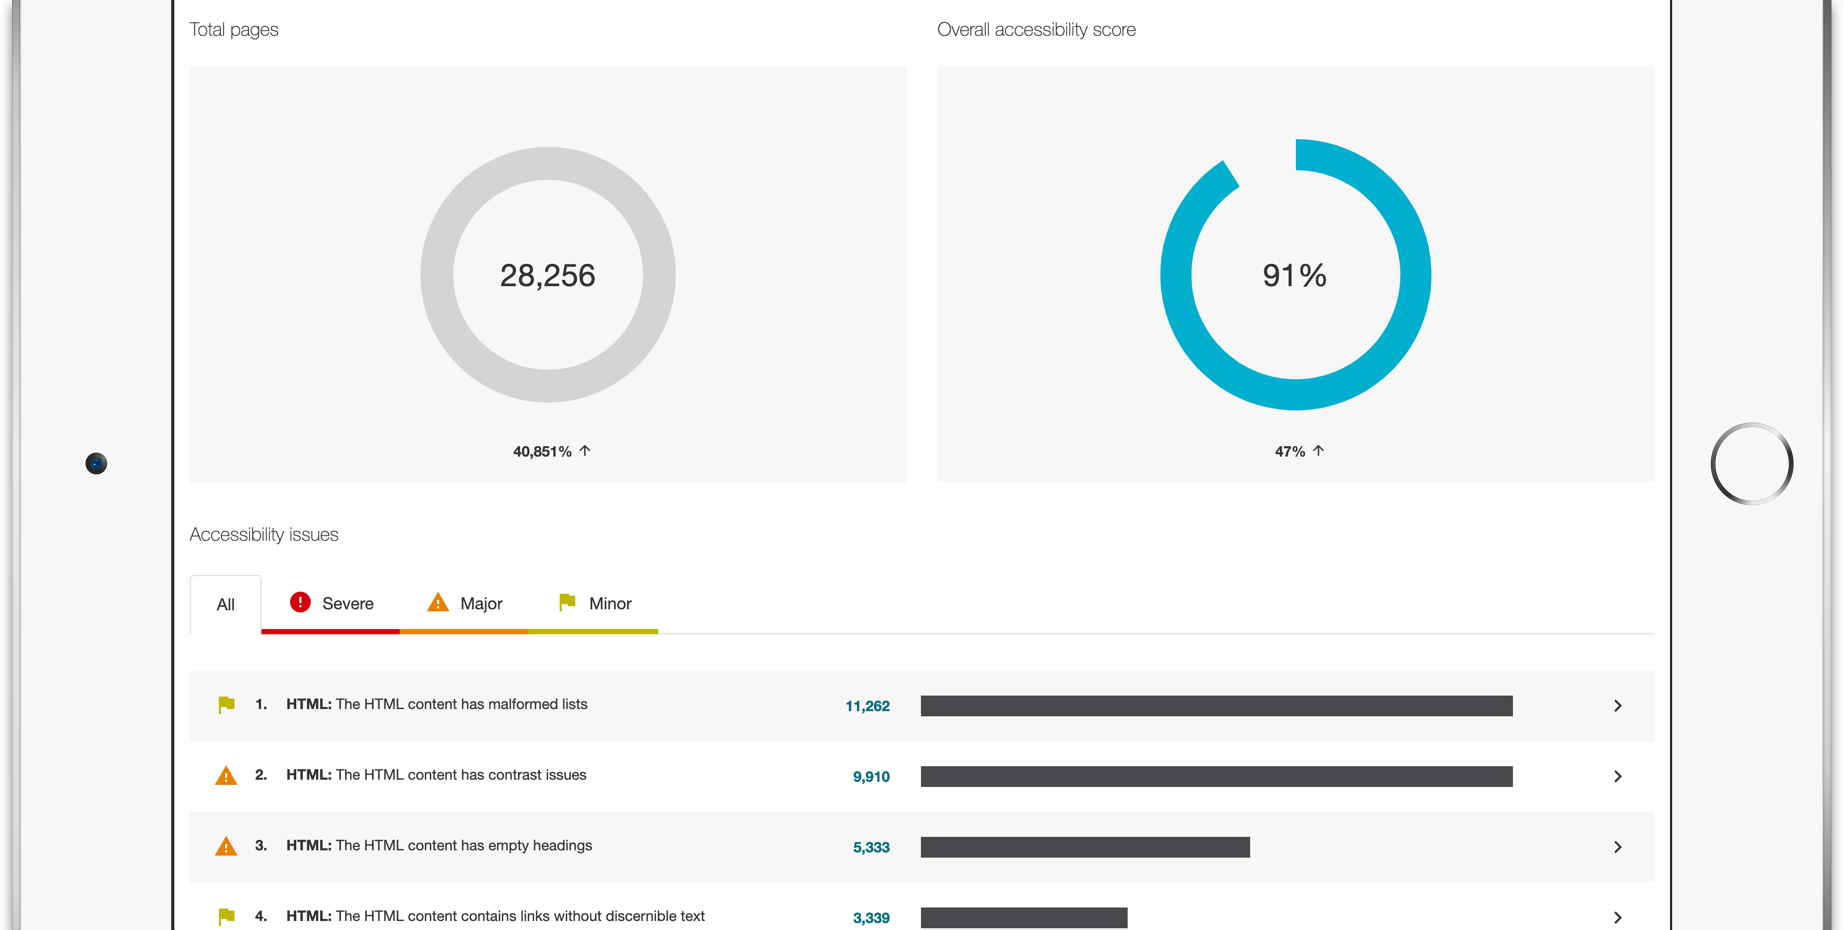 Total pages
Overall accessibility score
28,256
91%
40,851% ↑
47% ↑
Accessibility issues
All
Severe
Major
Minor
1. HTML: The HTML content has malformed lists 11,262
2. HTML: The HTML content has contrast issues 9,910
3. HTML: The HTML content has empty headings 5,333
4. HTML: The HTML content contains links without discernible text 3,339